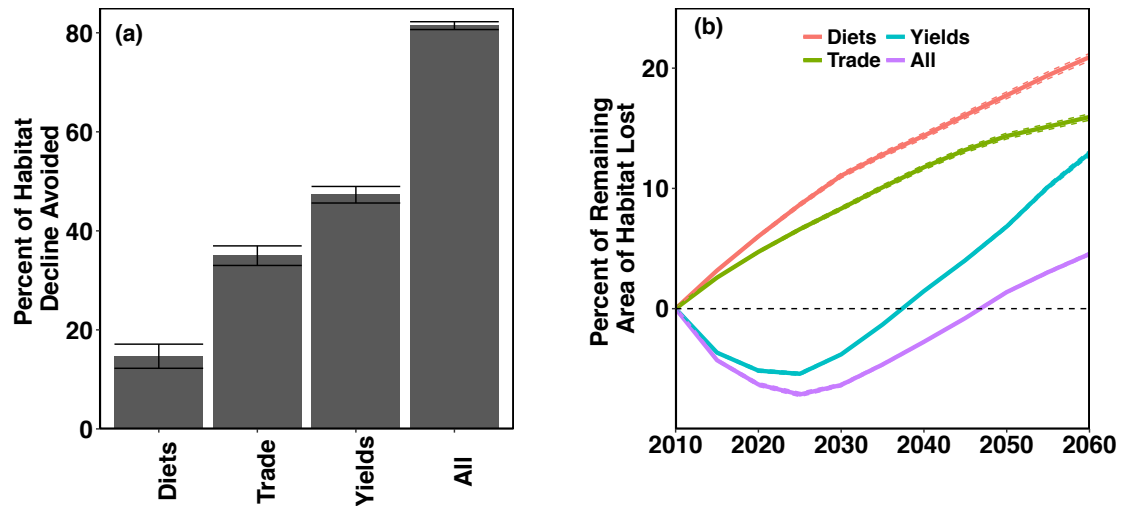 (a)
Percent of Habitat
Decline Avoided
80
60
40
20
0
Diets
Trade
Yields
All
(b)
Diets
Yields
Trade
All
Percent of Remaining
Area of Habitat Lost
20
10
0
2010
2020
2030
2040
2050
2060